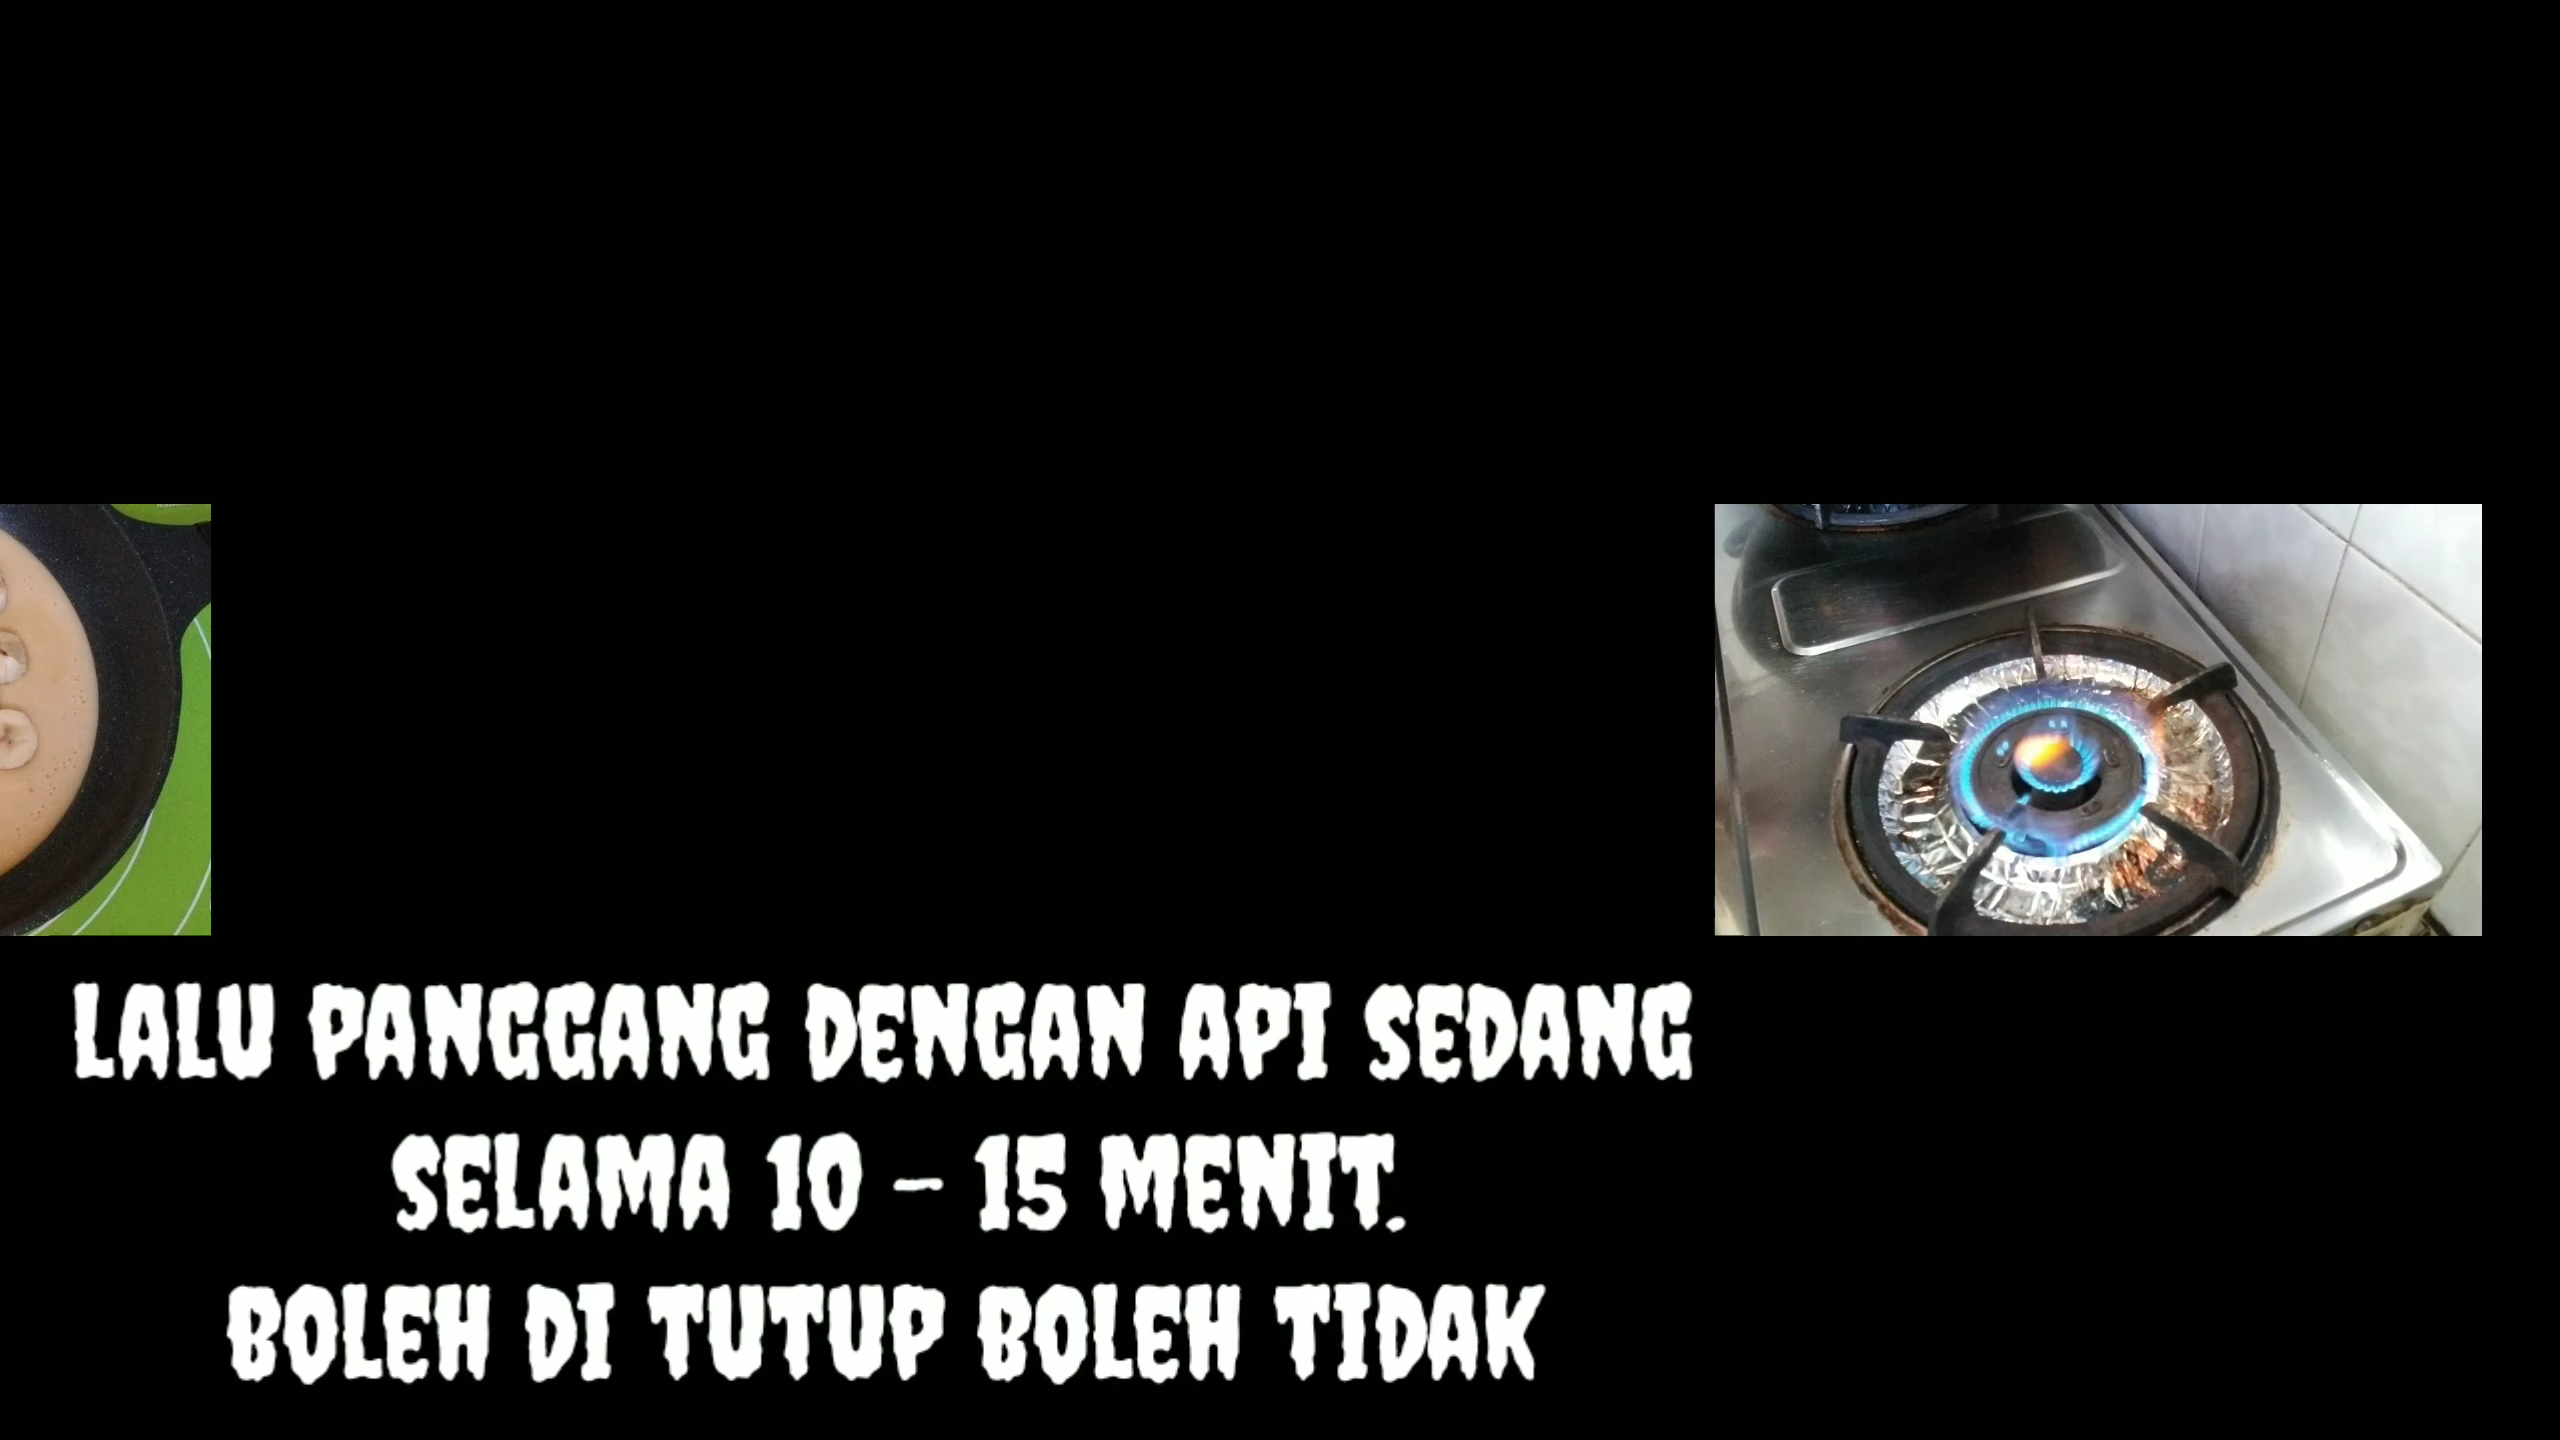 LALU PANGGANG DENGAN API SEDANG
SELAMA 10 - 15 MENIT.
BOLEH DI TUTUP BOLEH TIDAK